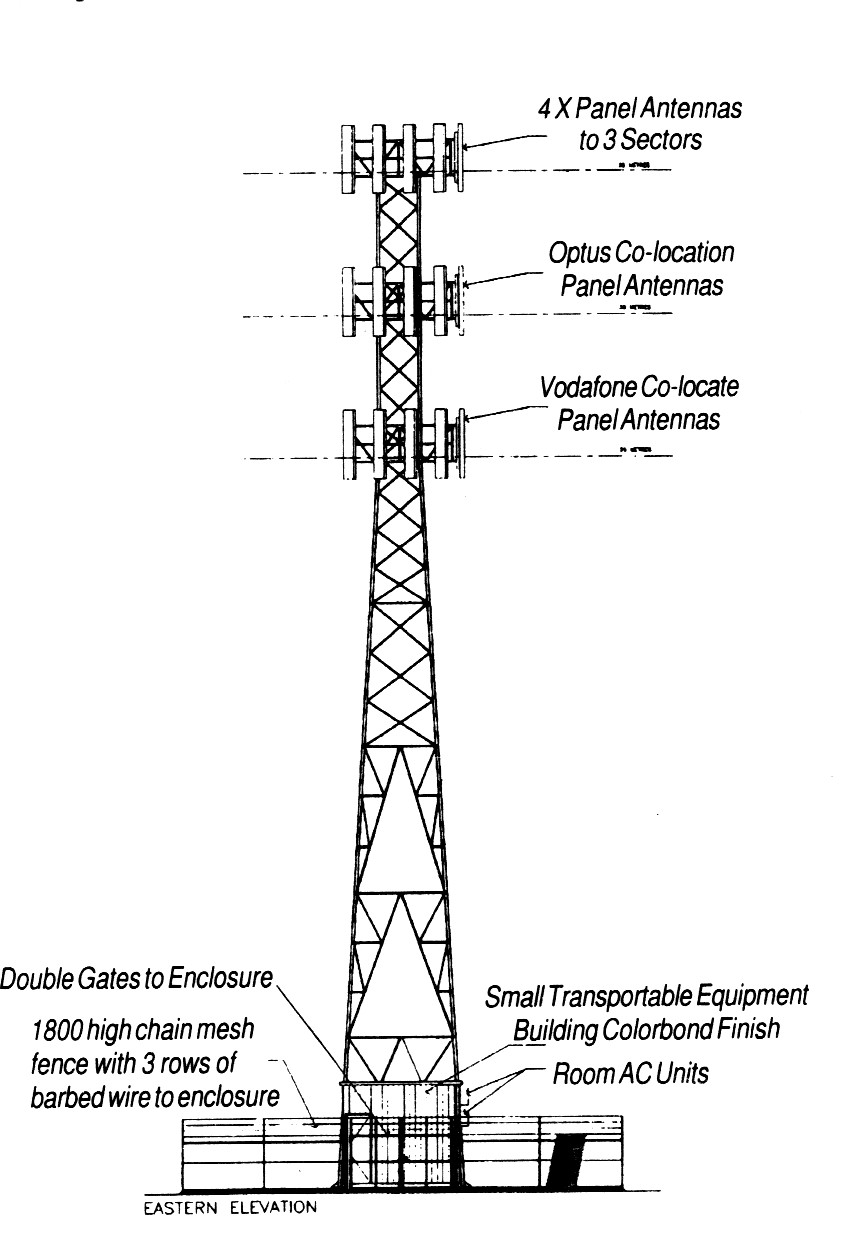 4 X Panel Antennas
to 3 Sectors
Optus Co-location
Panel Antennas
Vodafone Co-locate
Panel Antennas
Double Gates to Enclosure
1800 high chain mesh
fence with 3 rows of
barbed wire to enclosure
Small Transportable Equipment
Building Colorbond Finish
Room AC Units
EASTERN ELEVATION